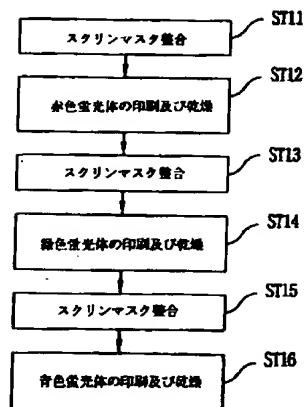 ST11
スクリンマスク整合
ST12
赤色蛍光体の印刷及び乾燥
ST13
スクリンマスク整合
ST14
緑色蛍光体の印刷及び乾燥
ST15
スクリンマスク整合
ST16
青色蛍光体の印刷及び乾燥